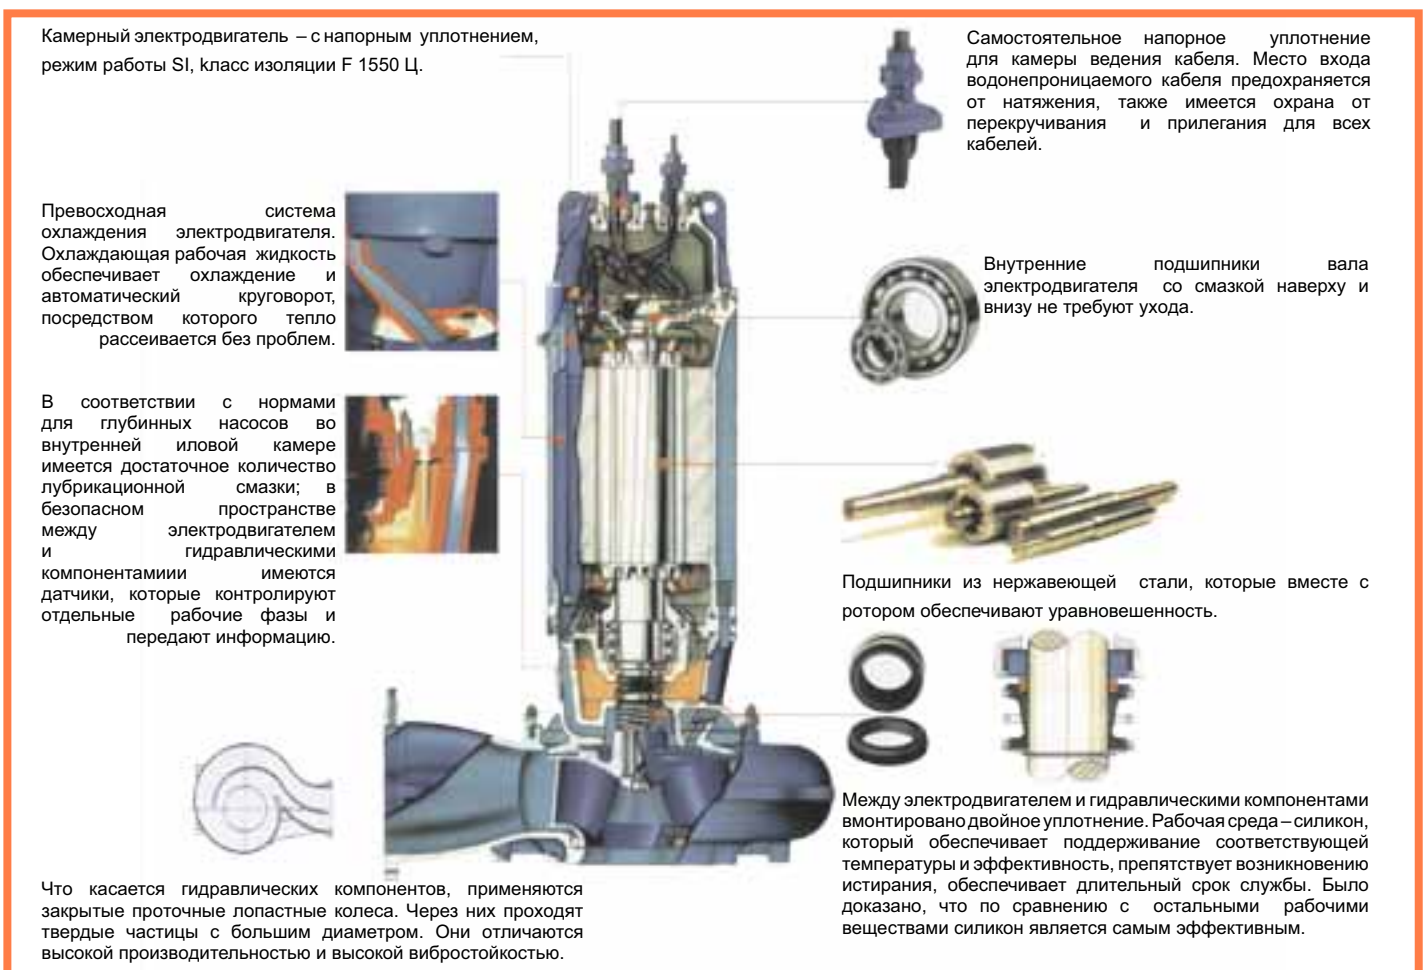 Камерный электродвигатель – с напорным уплотнением,
режим работы SI, kласс изоляции F 1550 Ц.
Самостоятельное напорное уплотнение
для камеры ведения кабеля. Место входа
водонепроницаемого кабеля предохраняется
от натяжения, также имеется охрана от
перекручивания и прилегания для всех
кабелей.
Превосходная система
охлаждения электродвигателя.
Охлаждающая рабочая жидкость
обеспечивает охлаждение и
автоматический круговорот,
посредством которого тепло
рассеивается без проблем.
Внутренние подшипники вала
электродвигателя со смазкой наверху и
внизу не требуют ухода.
В соответствии с нормами
для глубинных насосов во
внутренней иловой камере
имеется достаточное количество
лубрикационной смазки; в
безопасном пространстве
между электродвигателем
и гидравлическими
компонентамиии имеются
датчики, которые контролируют
отдельные рабочие фазы и
передают информацию.
Подшипники из нержавеющей стали, которые вместе с
ротором обеспечивают уравновешенность.
Между электродвигателем и гидравлическими компонентами
вмонтировано двойное уплотнение. Рабочая среда – силикон,
который обеспечивает поддерживание соответствующей
температуры и эффективность, препятствует возникновению
истирания, обеспечивает длительный срок службы. Было
доказано, что по сравнению с остальными рабочими
веществами силикон является самым эффективным.
Что касается гидравлических компонентов, применяются
закрытые проточные лопастные колеса. Через них проходят
твердые частицы с большим диаметром. Они отличаются
высокой производительностью и высокой вибростойкостью.